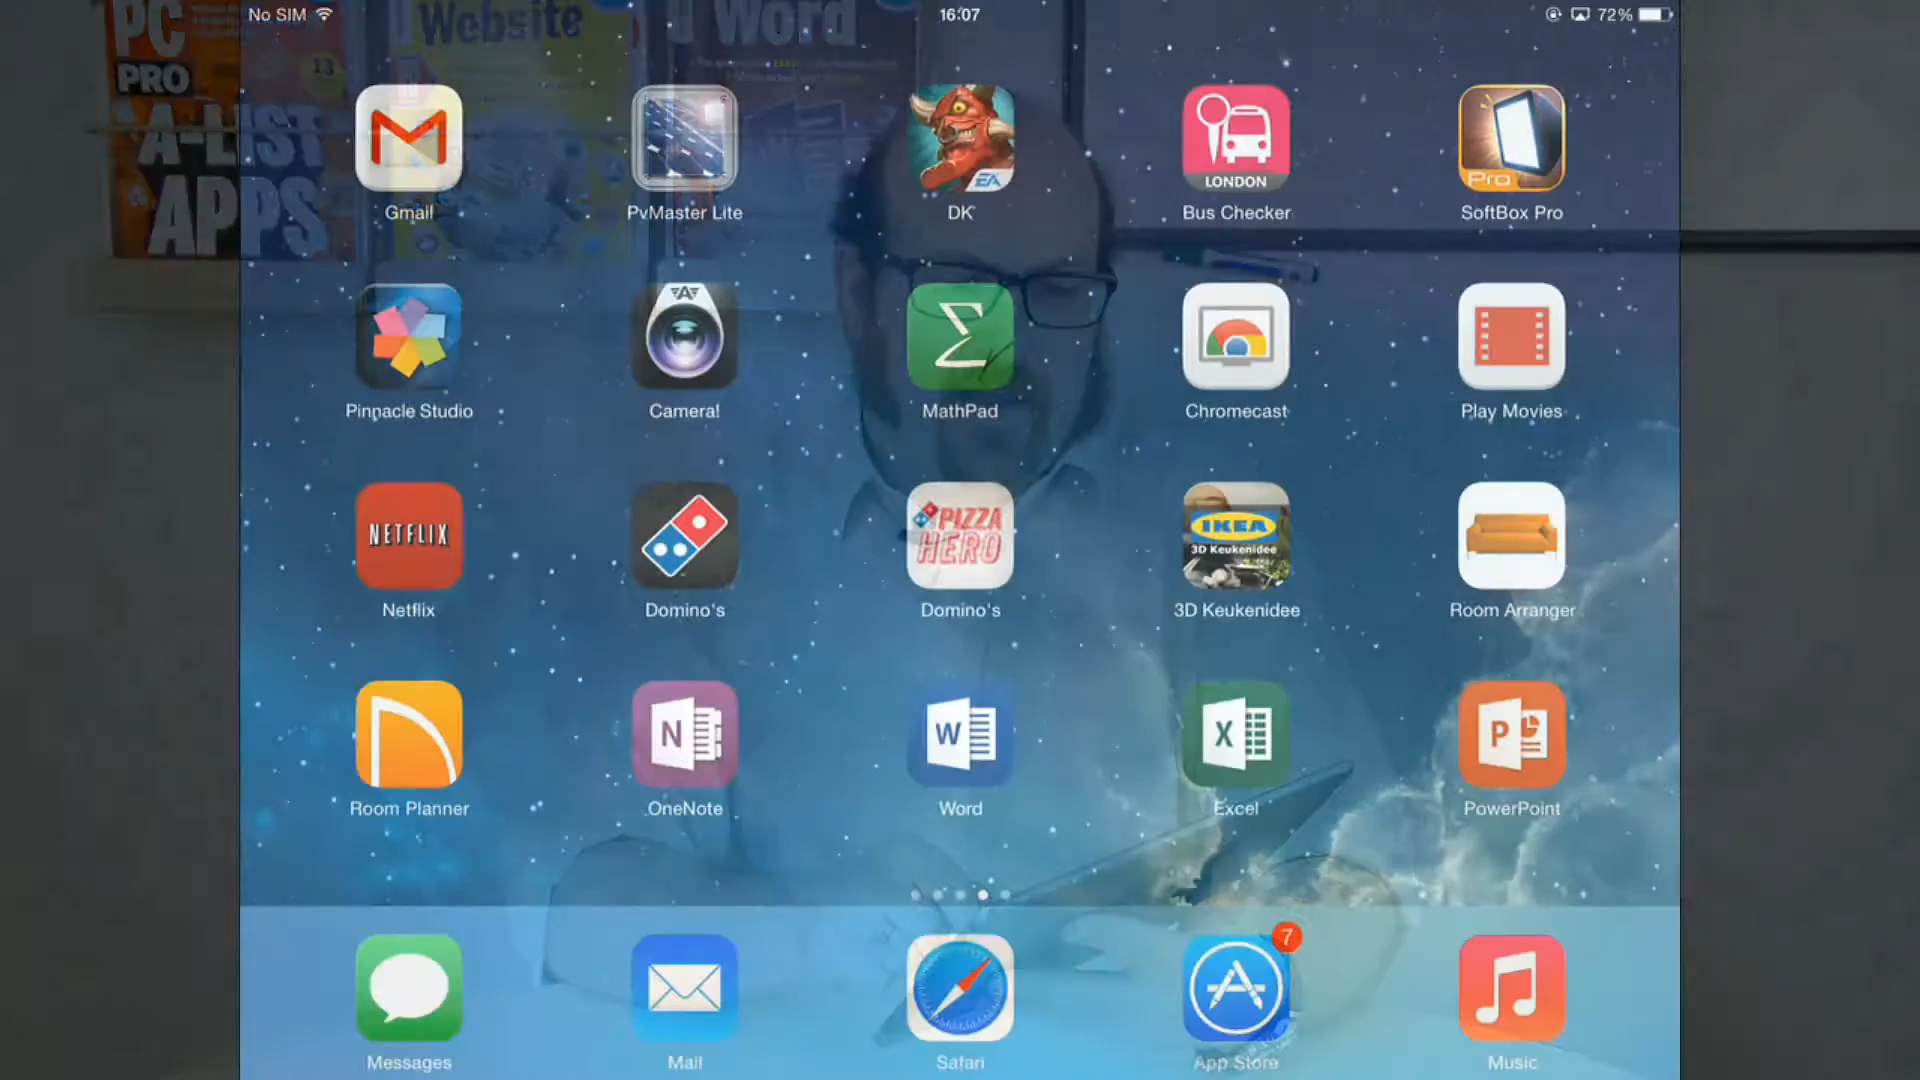 No SIM
16:07
72%
PC
PRO
A-LIST
APPS
13
Website
Word
Gmail
PvMaster Lite
EA
DK
LONDON
Bus Checker
Pro
SoftBox Pro
Pinnacle Studio
A
Camera!
Σ
MathPad
Chromecast
Play Movies
NETFLIX
Netflix
Domino's
PIZZA
HERO
Domino's
IKEA
3D Keukenidee
3D Keukenidee
Room Arranger
Room Planner
N
OneNote
W
Word
X
Excel
P
PowerPoint
Messages
Mail
Safari
7
App Store
Music